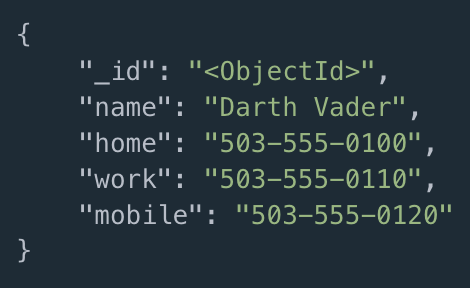 {
    "_id": "<ObjectId>",
    "name": "Darth Vader",
    "home": "503-555-0100",
    "work": "503-555-0110",
    "mobile": "503-555-0120"
}